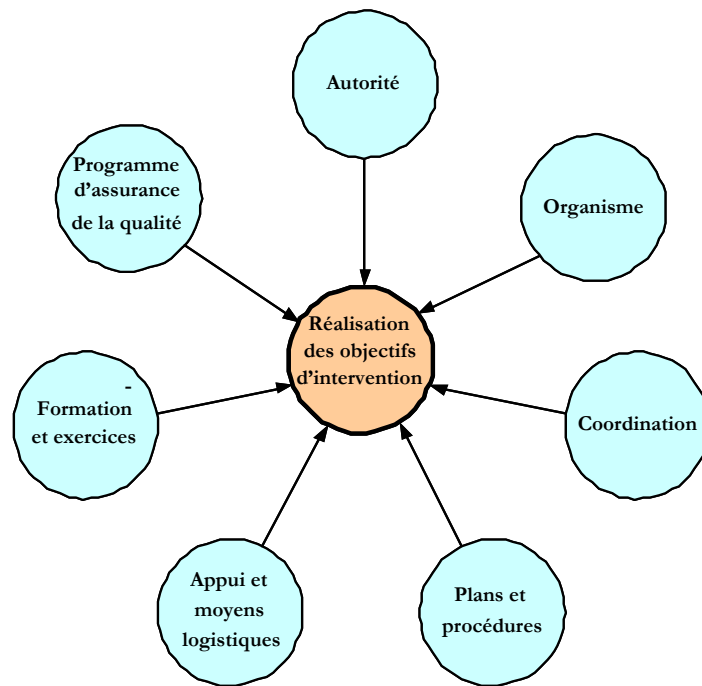 Autorité
Programme
d'assurance
de la qualité
Organisme
Réalisation
des objectifs
d'intervention
-
Formation
et exercices
Coordination
Appui et
moyens
logistiques
Plans et
procédures